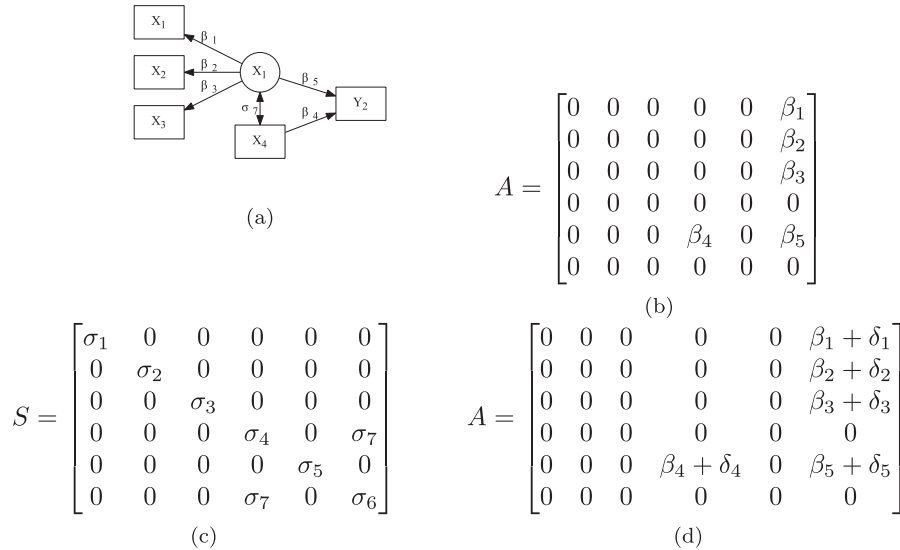 X₁
β₁
X₂
β₂
X₁
β₅
β₃
Y₂
X₃
σ₇
β₄
X₄
(a)
A = [0 0 0 0 0 β₁
0 0 0 0 0 β₂
0 0 0 0 0 β₃
0 0 0 0 0 0
0 0 0 β₄ 0 β₅
0 0 0 0 0 0]
(b)
S = [σ₁ 0 0 0 0 0
0 σ₂ 0 0 0 0
0 0 σ₃ 0 0 0
0 0 0 σ₄ 0 σ₇
0 0 0 0 σ₅ 0
0 0 0 σ₇ 0 σ₆]
(c)
A = [0 0 0 0 0 β₁ + δ₁
0 0 0 0 0 β₂ + δ₂
0 0 0 0 0 β₃ + δ₃
0 0 0 0 0 0
0 0 0 β₄ + δ₄ 0 β₅ + δ₅
0 0 0 0 0 0]
(d)